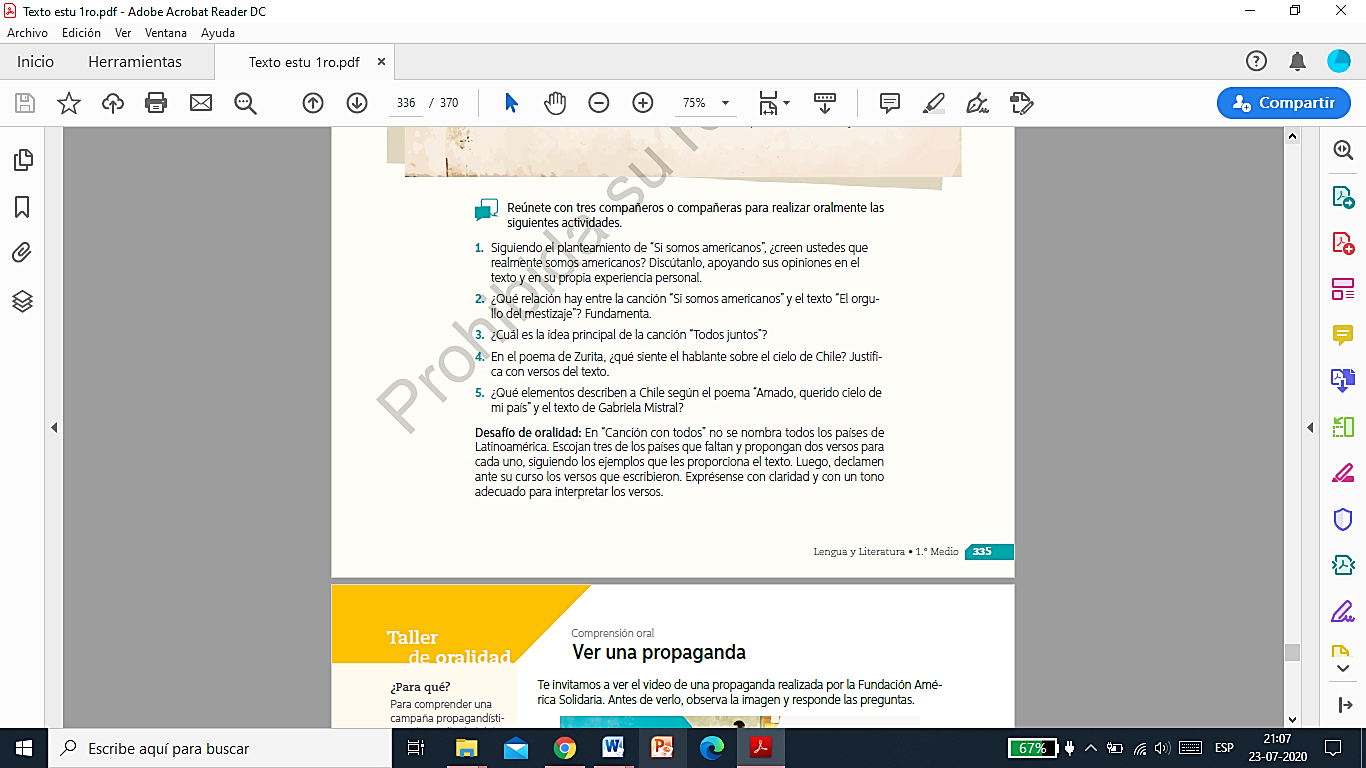 Texto estu 1ro.pdf - Adobe Acrobat Reader DC
Archivo Edición Ver Ventana Ayuda
Inicio Herramientas Texto estu 1ro.pdf
336 / 370 75% Compartir
Prohibida su
Reúnete con tres compañeros o compañeras para realizar oralmente las
siguientes actividades.
1. Siguiendo el planteamiento de "Si somos americanos", ¿creen ustedes que
realmente somos americanos? Discútanlo, apoyando sus opiniones en el
texto y en su propia experiencia personal.
2. ¿Qué relación hay entre la canción "Si somos americanos" y el texto "El orgu-
llo del mestizaje"? Fundamenta.
3. ¿Cuál es la idea principal de la canción "Todos juntos"?
4. En el poema de Zurita, ¿qué siente el hablante sobre el cielo de Chile? Justifi-
ca con versos del texto.
5. ¿Qué elementos describen a Chile según el poema "Amado, querido cielo de
mi país" y el texto de Gabriela Mistral?
Desafío de oralidad: En "Canción con todos" no se nombra todos los países de
Latinoamérica. Escojan tres de los países que faltan y propongan dos versos para
cada uno, siguiendo los ejemplos que les proporciona el texto. Luego, declamen
ante su curso los versos que escribieron. Exprésense con claridad y con un tono
adecuado para interpretar los versos.
Lengua y Literatura • 1.° Medio 335
Taller
de oralidad
Comprensión oral
Ver una propaganda
¿Para qué?
Para comprender una
campaña propagandísti-
Te invitamos a ver el video de una propaganda realizada por la Fundación Amé-
rica Solidaria. Antes de verlo, observa la imagen y responde las preguntas.
Escribe aquí para buscar
67%
ESP
21:07
23-07-2020